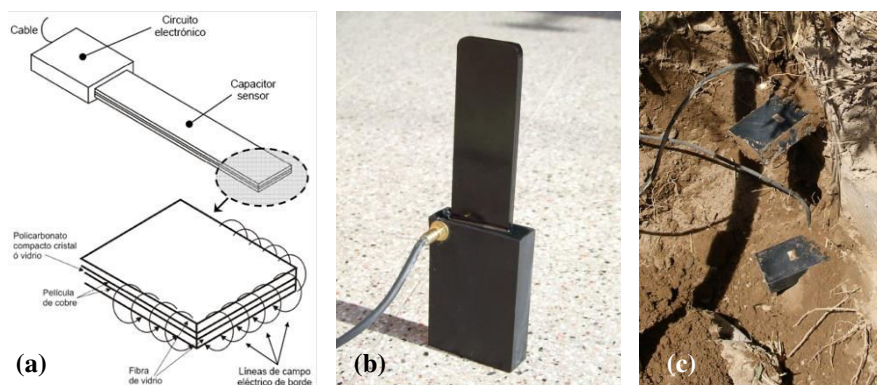 Cable
Circuito
electrónico
Capacitor
sensor
Policarbonato
compacto cristal
ó vidrio
Película
de cobre
Fibra
de vidrio
Líneas de campo
eléctrico de borde
(a)
(b)
(c)